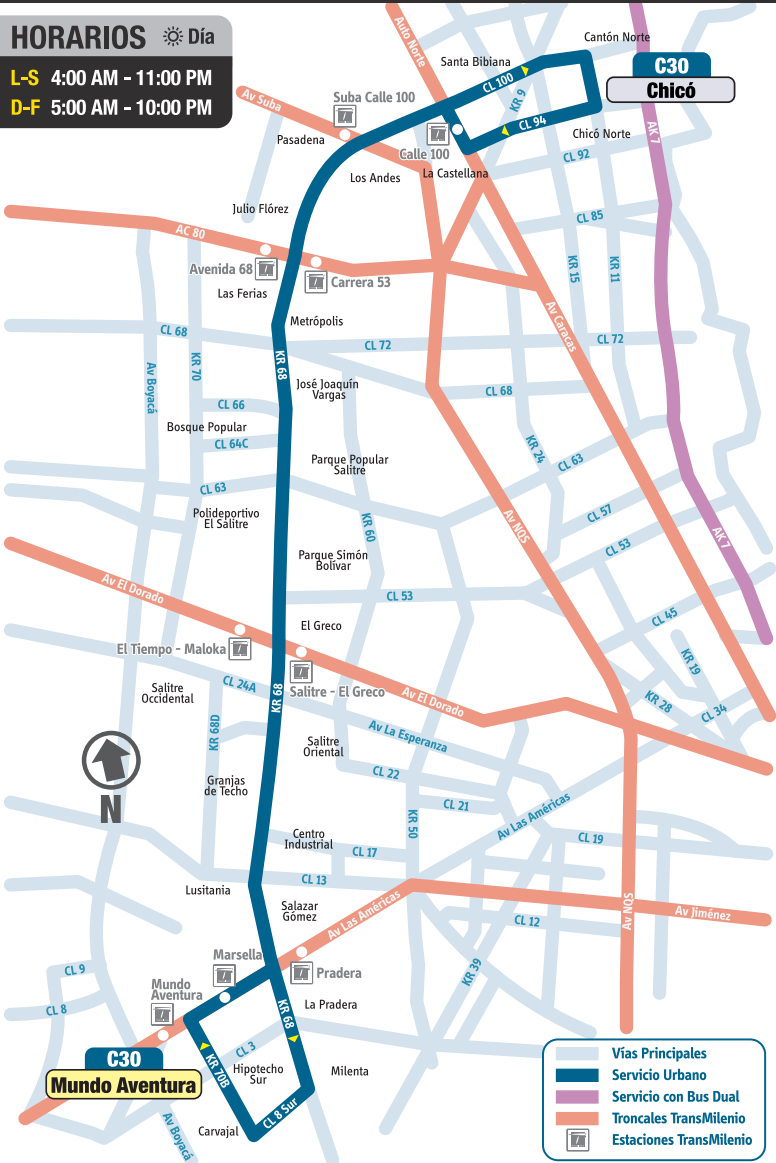 HORARIOS Día
L-S 4:00 AM - 11:00 PM
D-F 5:00 AM - 10:00 PM
Auto Norte
Cantón Norte
Santa Bibiana
C30
Chicó
CL 100
KR 9
CL 94
AK 7
Av Suba
Suba Calle 100
Pasadena
Calle 100
Chicó Norte
CL 92
La Castellana
Los Andes
Julio Flórez
CL 85
AC 80
Avenida 68
Carrera 53
KR 15
KR 11
Las Ferias
Metrópolis
Av Caracas
CL 68
CL 72
CL 72
KR 68
KR 70
Av Boyacá
José Joaquín
Vargas
CL 68
CL 66
Bosque Popular
CL 64C
KR 24
Parque Popular
Salitre
CL 63
CL 63
Polideportivo
El Salitre
KR 60
Av NQS
CL 57
AK 7
CL 53
Parque Simón
Bolívar
Av El Dorado
CL 53
CL 45
El Greco
El Tiempo - Maloka
KR 19
Salitre - El Greco
CL 24A
Salitre
Occidental
KR 68
Av El Dorado
KR 28
CL 34
KR 68D
Av La Esperanza
Salitre
Oriental
N
CL 22
Granjas
de Techo
CL 21
KR 50
Av Las Américas
Centro
Industrial
CL 19
CL 17
CL 13
Lusitania
Salazar
Gómez
Av Las Américas
Av NQS
Av Jiménez
CL 12
Marsella
Pradera
CL 9
KR 39
Mundo
Aventura
CL 8
La Pradera
KR 68
C30
Mundo Aventura
KR 70B
CL 3
Hipotecho
Sur
Milenta
CL 8 Sur
Carvajal
Av Boyacá
Vías Principales
Servicio Urbano
Servicio con Bus Dual
Troncales TransMilenio
Estaciones TransMilenio